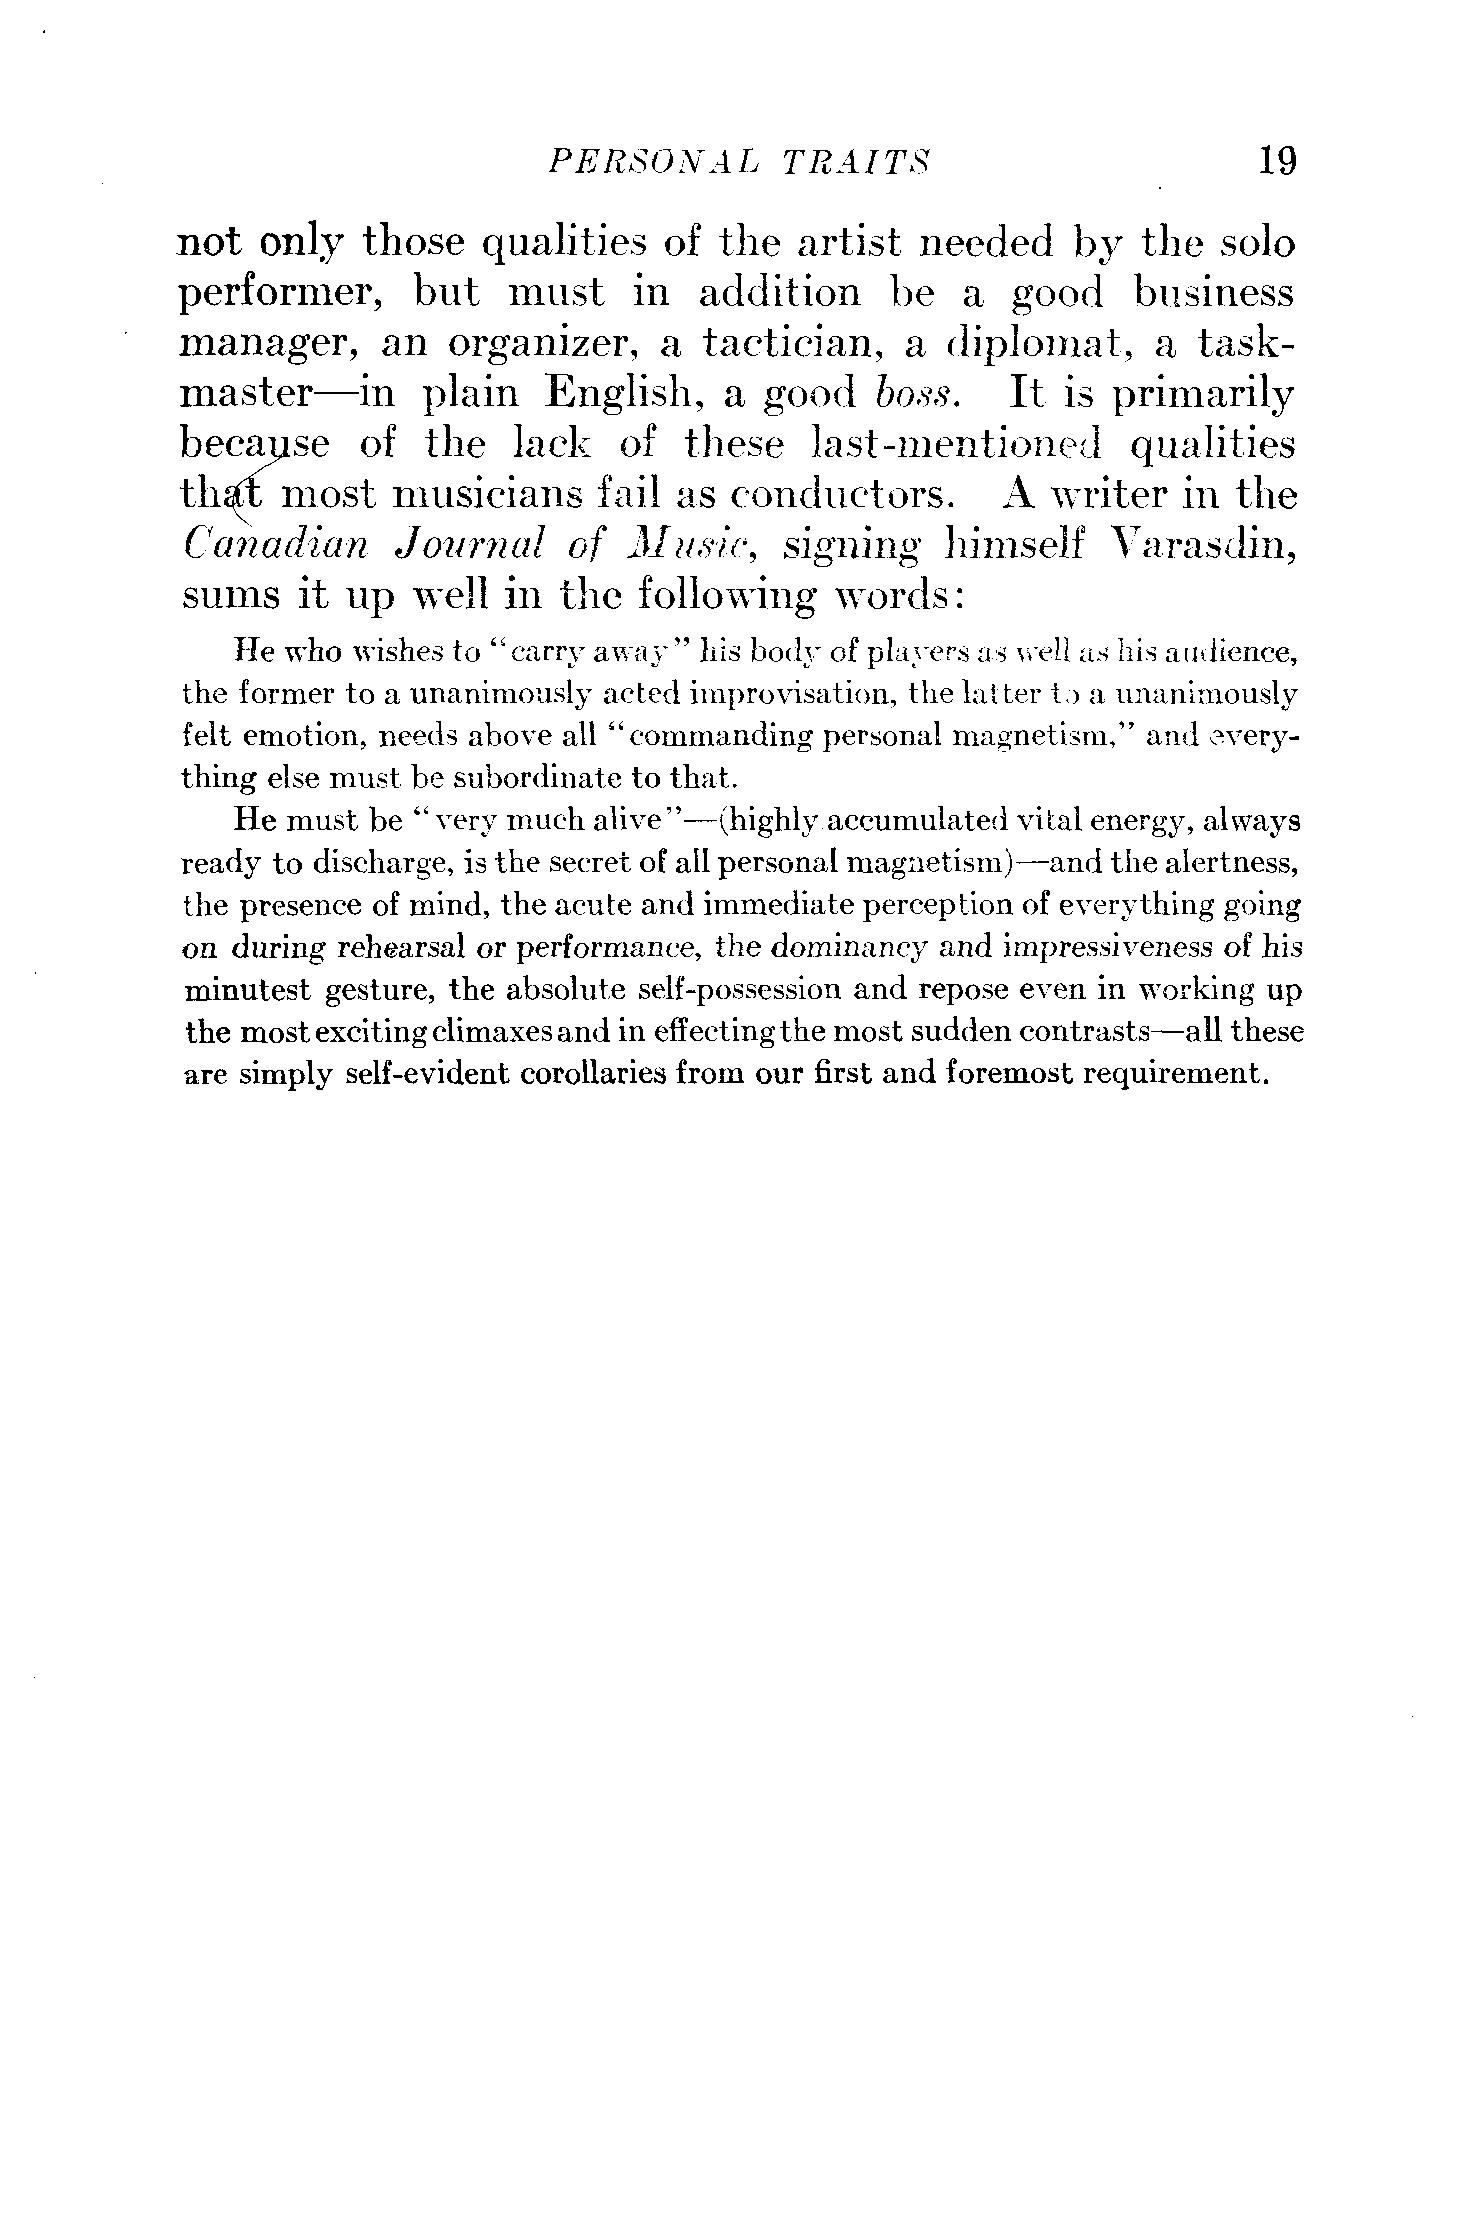 PERSONAL TRAITS 19
not only those qualities of the artist needed by the solo
performer, but must in addition be a good business
manager, an organizer, a tactician, a diplomat, a task-
master—in plain English, a good boss. It is primarily
because of the lack of these last-mentioned qualities
that most musicians fail as conductors. A writer in the
Canadian Journal of Music, signing himself Varasdin,
sums it up well in the following words:
He who wishes to "carry away" his body of players as well as his audience,
the former to a unanimously acted improvisation, the latter to a unanimously
felt emotion, needs above all "commanding personal magnetism," and every-
thing else must be subordinate to that.
He must be "very much alive"—(highly accumulated vital energy, always
ready to discharge, is the secret of all personal magnetism)—and the alertness,
the presence of mind, the acute and immediate perception of everything going
on during rehearsal or performance, the dominancy and impressiveness of his
minutest gesture, the absolute self-possession and repose even in working up
the most exciting climaxes and in effecting the most sudden contrasts—all these
are simply self-evident corollaries from our first and foremost requirement.